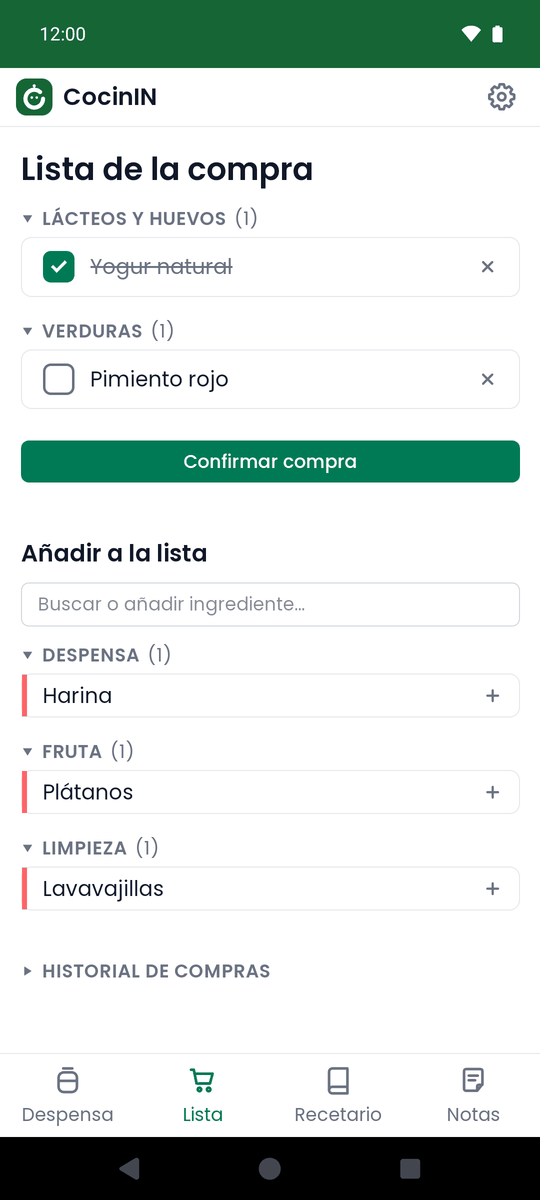 12:00
CocinIN
Lista de la compra
LÁCTEOS Y HUEVOS (1)
Yogur natural
VERDURAS (1)
Pimiento rojo
Confirmar compra
Añadir a la lista
Buscar o añadir ingrediente...
DESPENSA (1)
Harina
FRUTA (1)
Plátanos
LIMPIEZA (1)
Lavavajillas
HISTORIAL DE COMPRAS
Despensa Lista Recetario Notas